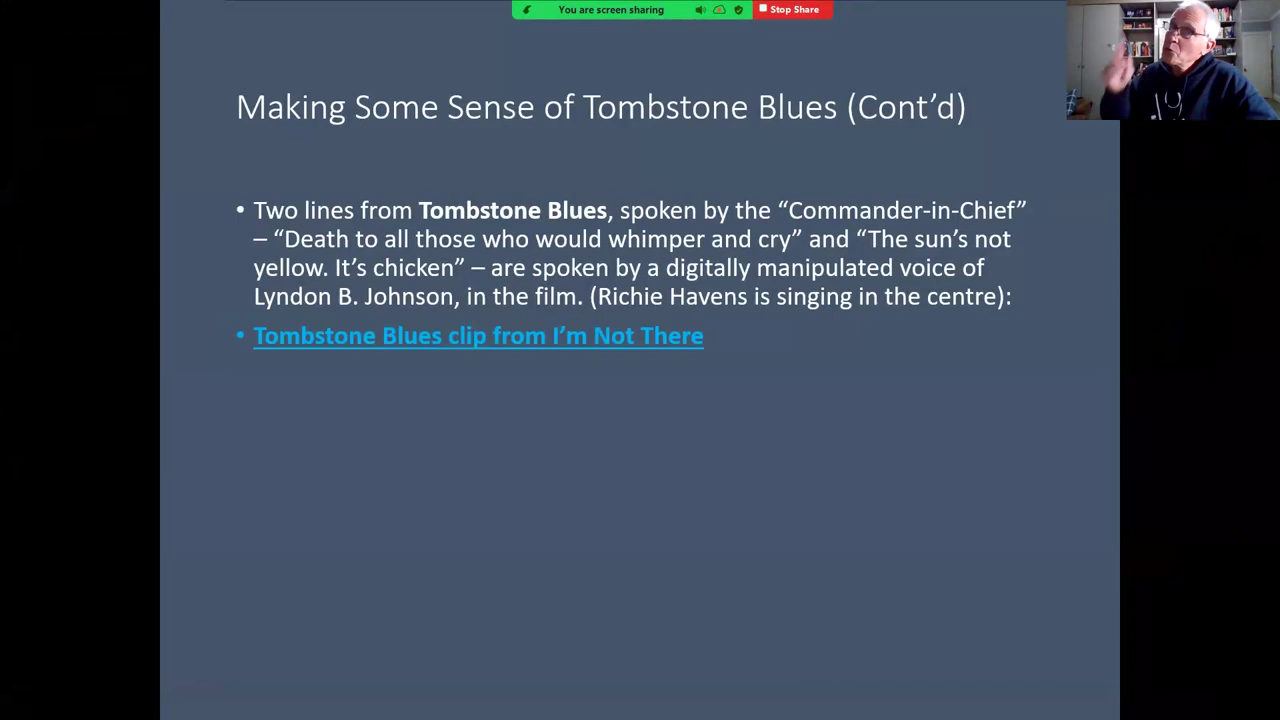 You are screen sharing
Stop Share
Making Some Sense of Tombstone Blues (Cont’d)
• Two lines from Tombstone Blues, spoken by the “Commander-in-Chief”
– “Death to all those who would whimper and cry” and “The sun’s not
yellow. It’s chicken” – are spoken by a digitally manipulated voice of
Lyndon B. Johnson, in the film. (Richie Havens is singing in the centre):
• Tombstone Blues clip from I’m Not There